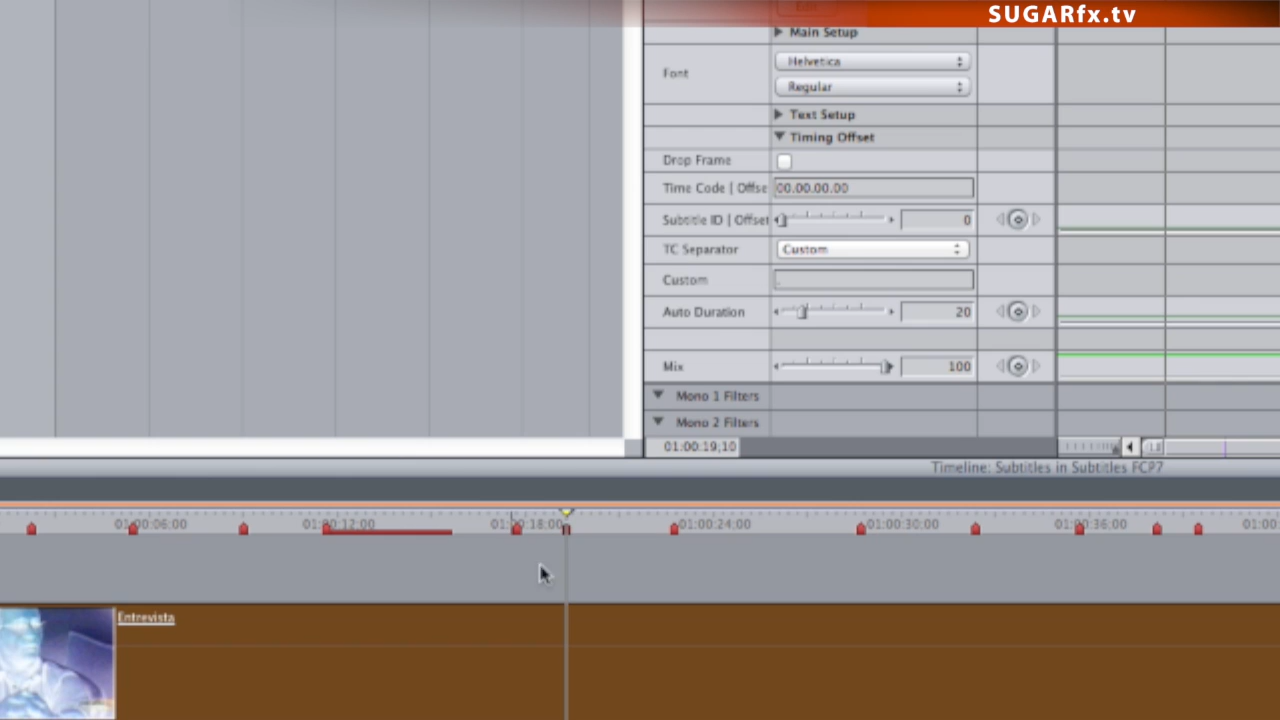 SUGARfx.tv
Main Setup
Font
Helvetica
Regular
Text Setup
Timing Offset
Drop Frame
Time Code | Offse
00.00.00.00
Subtitle ID | Offset
0
TC Separator
Custom
Custom
.
Auto Duration
20
Mix
100
Mono 1 Filters
Mono 2 Filters
01:00:19;10
Timeline: Subtitles in Subtitles FCP7
01:00:06:00
01:00:12:00
01:00:18:00
01:00:24:00
01:00:30:00
01:00:36:00
01:00:
Entrevista